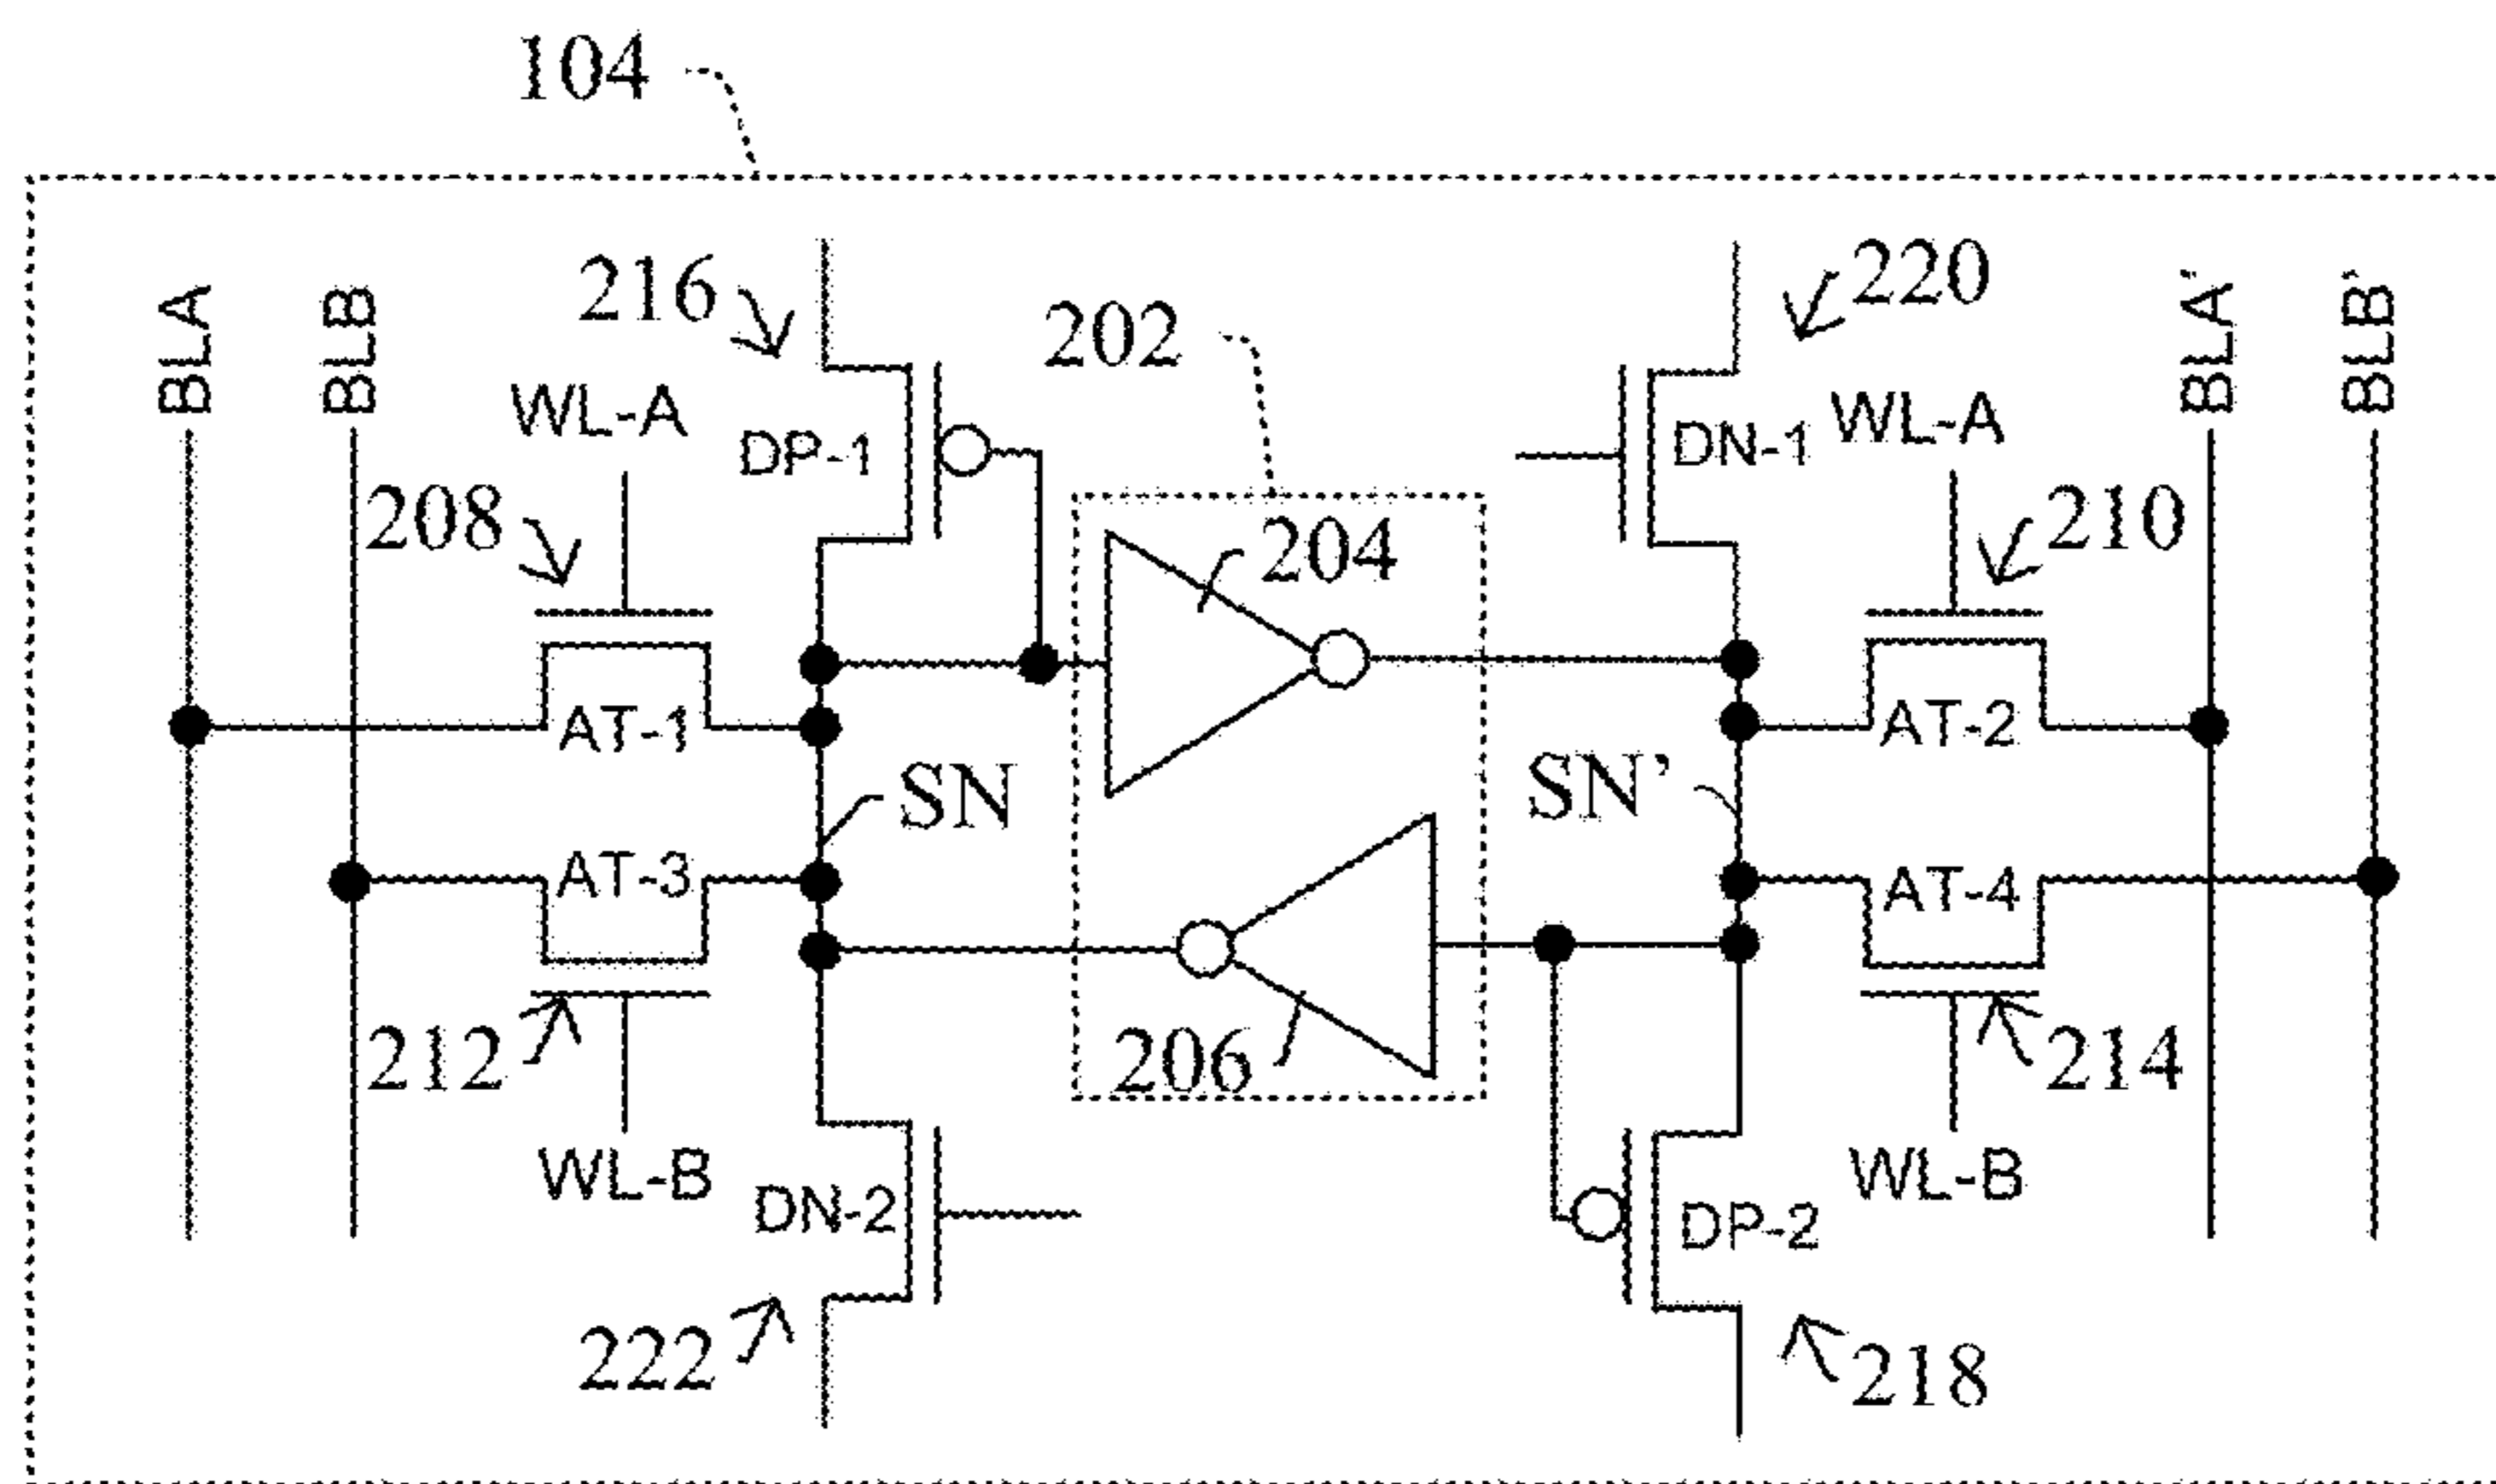 104
216
220
202
BLA
BLB
WL-A
DP-1
DN-1
WL-A
BLA'
BLB'
208
204
210
AT-1
AT-2
SN
SN’
AT-3
AT-4
212
206
214
WL-B
DN-2
WL-B
DP-2
222
218